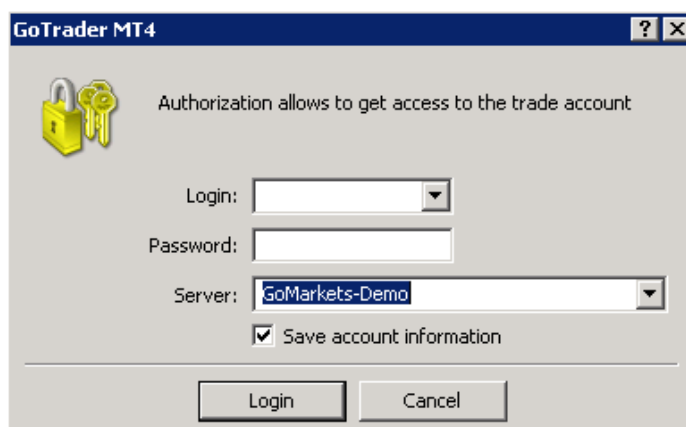 GoTrader MT4
Authorization allows to get access to the trade account
Login:
Password:
Server: GoMarkets-Demo
Save account information
Login Cancel